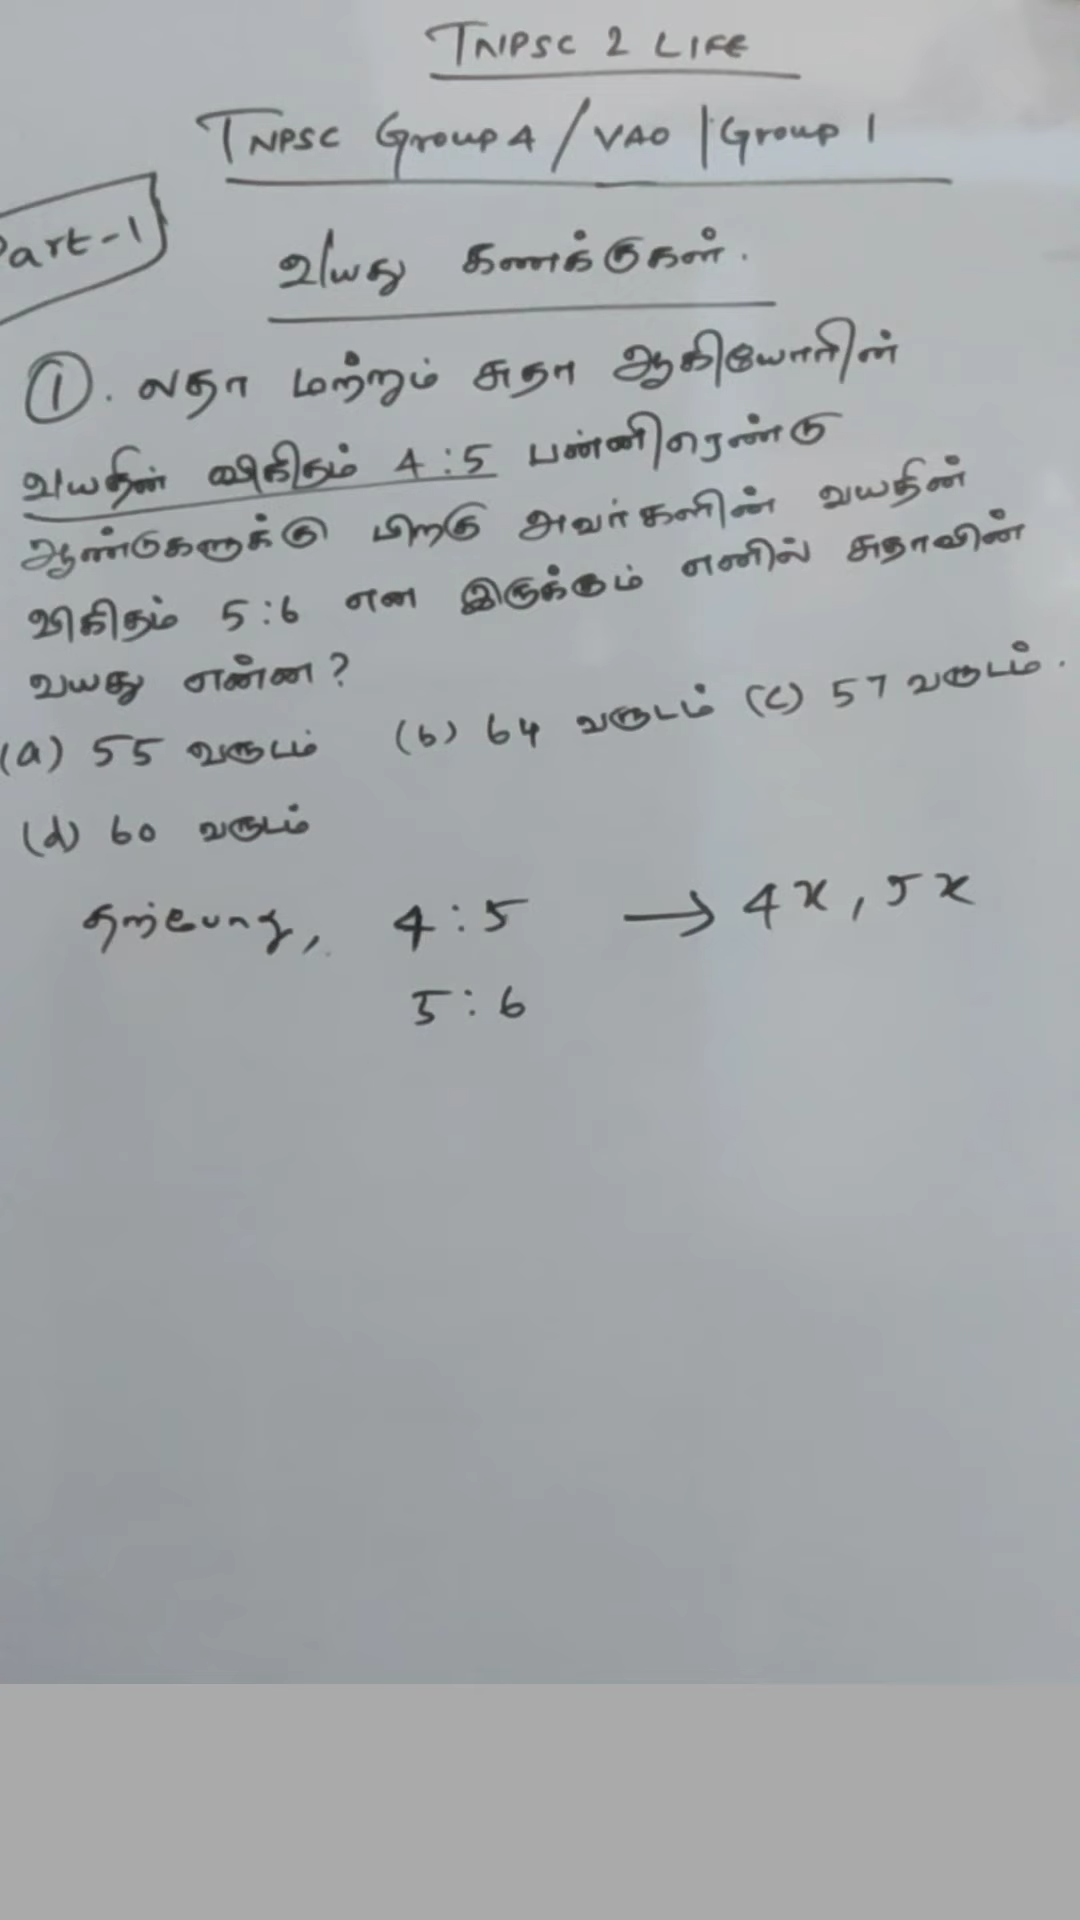 TNPSC 2 LIFE
TNPSC Group 4 / VAO | Group 1
Part-1
வயது கணக்குகள்.
①. லதா மற்றும் சுதா ஆகியோரின்
வயதின் விகிதம் 4:5 பன்னிரெண்டு
ஆண்டுகளுக்கு பிறகு அவர்களின் வயதின்
விகிதம் 5:6 என இருக்கும் எனில் சுதாவின்
வயது என்ன?
(a) 55 வருடம் (b) 64 வருடம் (c) 57 வருடம்.
(d) 60 வருடம்
தற்போது, 4:5 → 4x, 5x
5:6